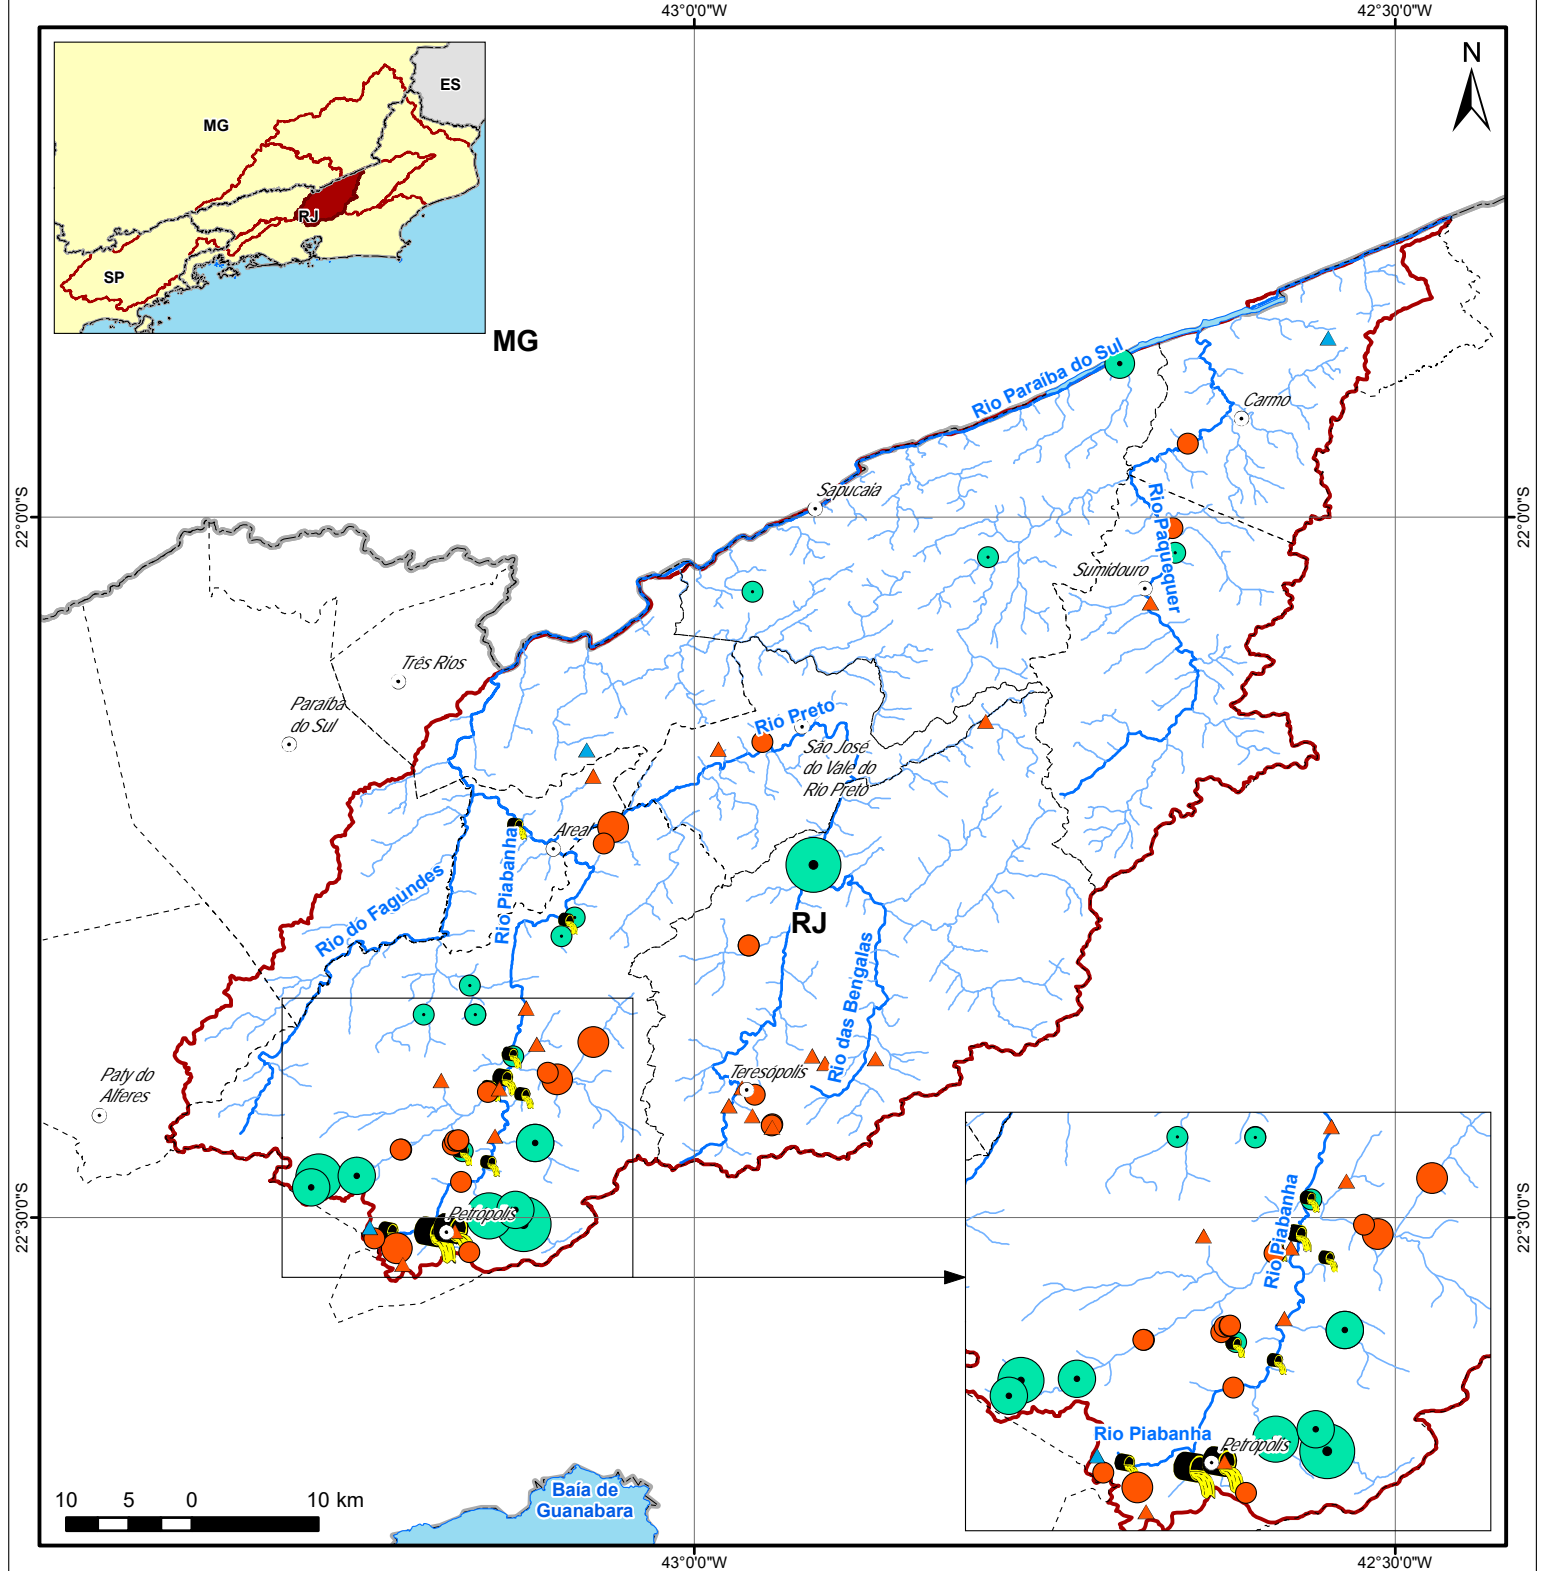 43°0'0"W
42°30'0"W
ES
MG
RJ
SP
N
MG
Rio Paraíba do Sul
Carmo
Sapucaia
22°0'0"S
22°0'0"S
Rio Paquequer
Sumidouro
Três Rios
Paraíba
do Sul
Rio Preto
São José
do Vale do
Rio Preto
Areal
Rio Piabanha
Rio do Fagundes
RJ
Rio das Bengalas
Teresópolis
Paty do
Alferes
Petrópolis
22°30'0"S
22°30'0"S
Rio Piabanha
Rio Piabanha
Petrópolis
Baía de
Guanabara
10 5 0 10 km
43°0'0"W
42°30'0"W